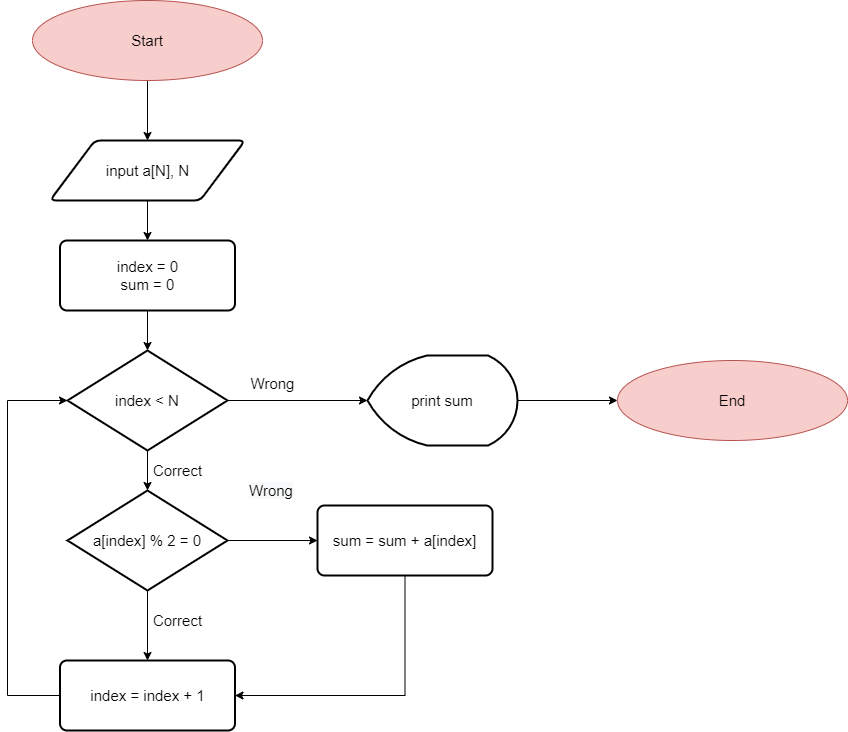 Start
input a[N], N
index = 0
sum = 0
index < N
Wrong
print sum
End
Correct
Wrong
a[index] % 2 = 0
sum = sum + a[index]
Correct
index = index + 1